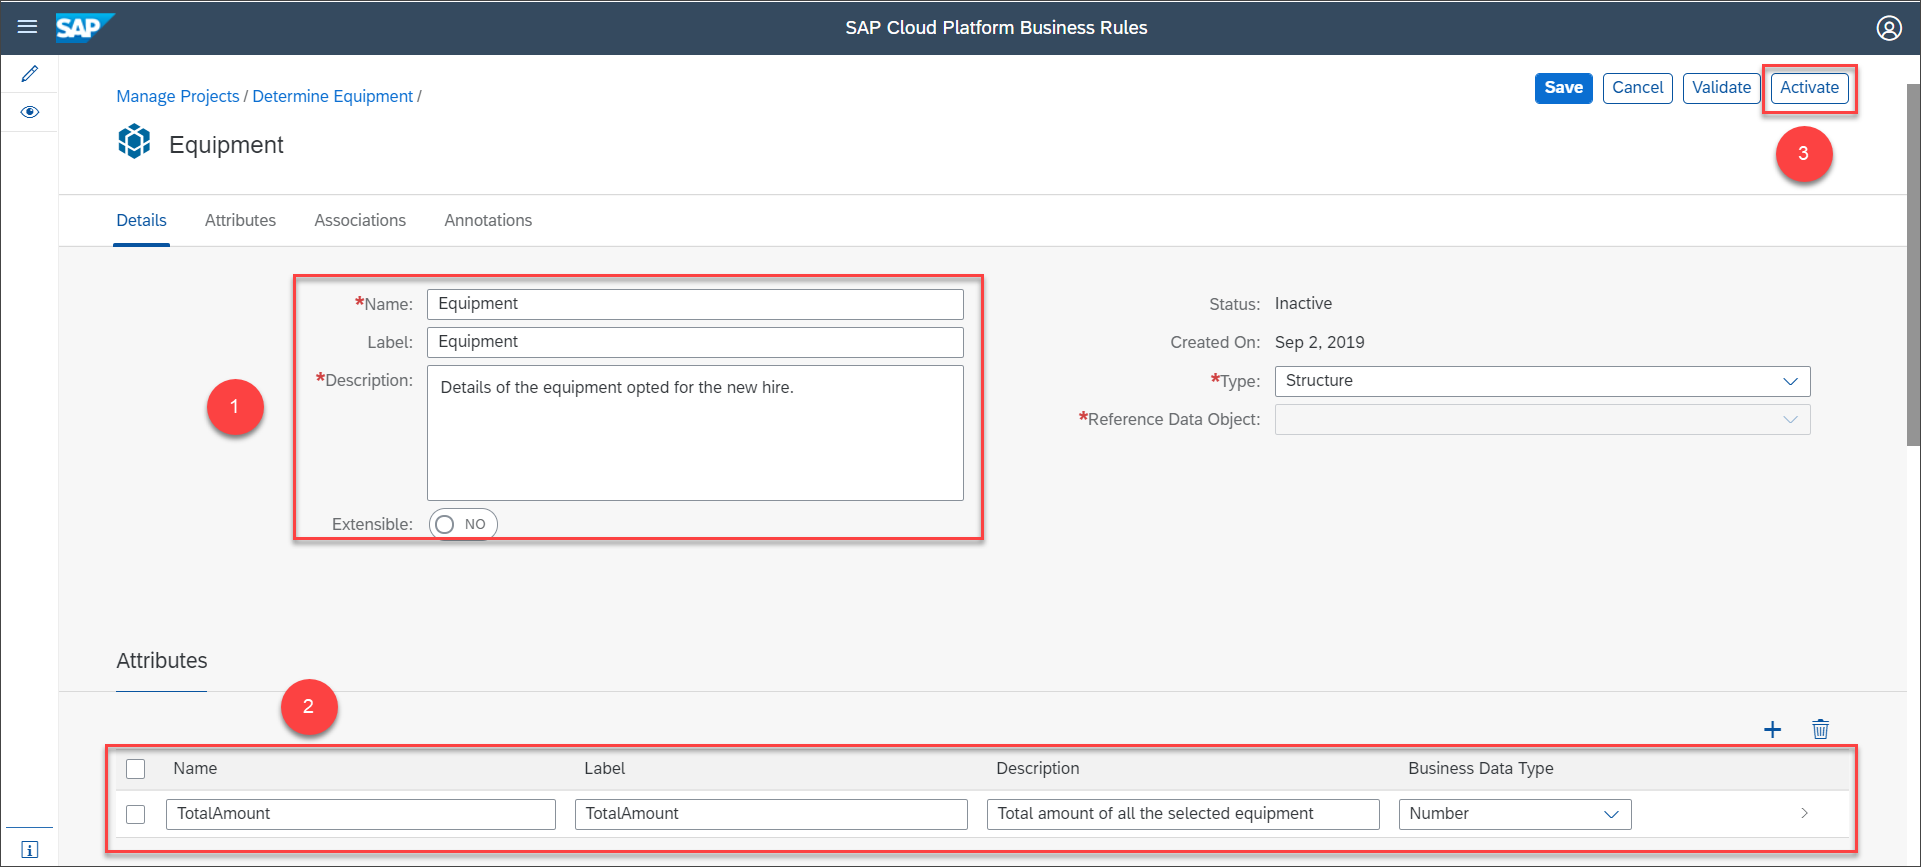 SAP
SAP Cloud Platform Business Rules
Manage Projects / Determine Equipment /
Save Cancel Validate Activate
Equipment
3
Details Attributes Associations Annotations
*Name: Equipment
Label: Equipment
*Description: Details of the equipment opted for the new hire.
Extensible: NO
1
Status: Inactive
Created On: Sep 2, 2019
*Type: Structure
*Reference Data Object:
Attributes
2
Name Label Description Business Data Type
TotalAmount TotalAmount Total amount of all the selected equipment Number